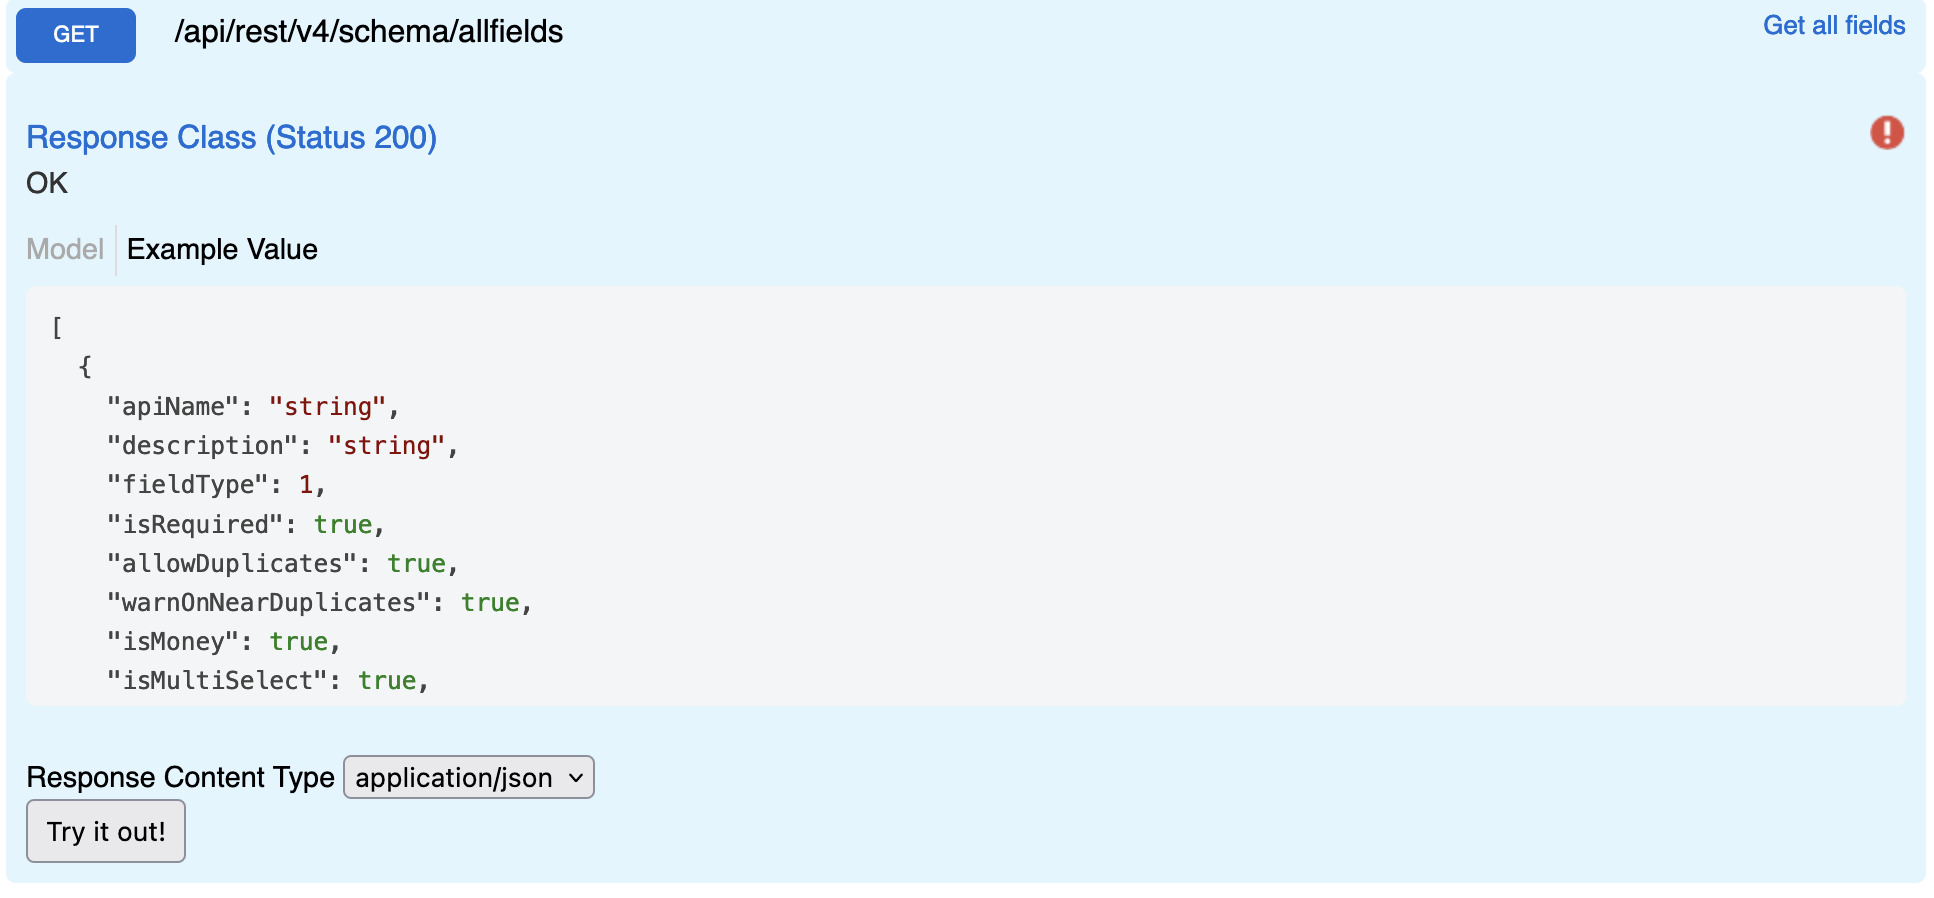 GET /api/rest/v4/schema/allfields Get all fields
Response Class (Status 200)
OK
Model Example Value
[
  {
    "apiName": "string",
    "description": "string",
    "fieldType": 1,
    "isRequired": true,
    "allowDuplicates": true,
    "warnOnNearDuplicates": true,
    "isMoney": true,
    "isMultiSelect": true,
Response Content Type application/json
Try it out!